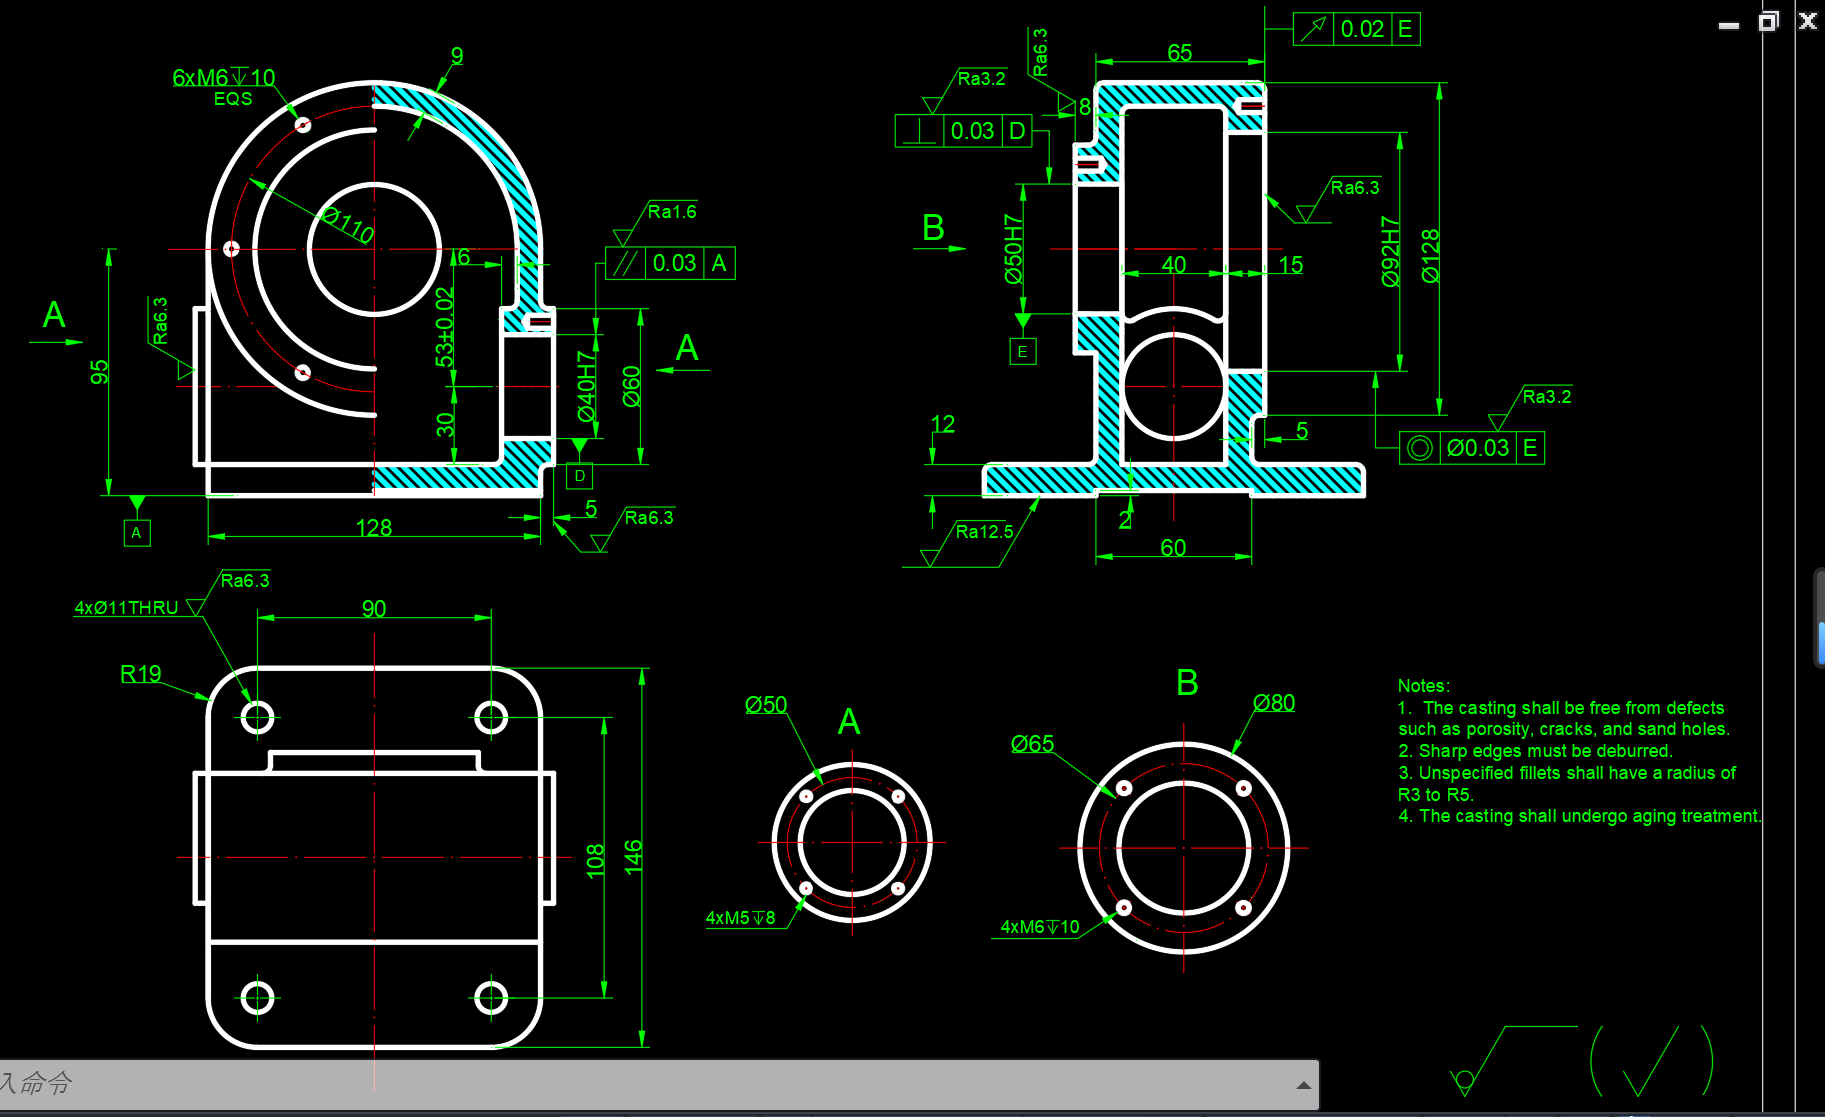 6xM6↧10
EQS
9
Ø110
A
Ra6.3
95
6
53±0.02
30
Ra1.6
// 0.03 A
A
Ø40H7
Ø60
D
A
128
5
Ra6.3
Ra6.3
65
↗ 0.02 E
Ra3.2
8
⊥ 0.03 D
B
Ø50H7
40
15
Ra6.3
Ø92H7
Ø128
E
12
5
Ra3.2
◎ Ø0.03 E
2
Ra12.5
60
Ra6.3
4xØ11THRU
90
R19
108
146
Ø50
A
4xM5↧8
B
Ø80
Ø65
4xM6↧10
Notes:
1. The casting shall be free from defects
such as porosity, cracks, and sand holes.
2. Sharp edges must be deburred.
3. Unspecified fillets shall have a radius of
R3 to R5.
4. The casting shall undergo aging treatment.
入命令